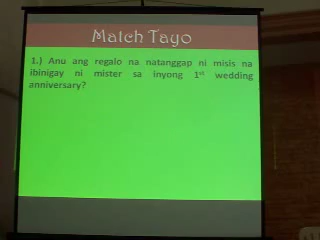 Match Tayo
1.) Anu ang regalo na natanggap ni misis na
ibinigay ni mister sa inyong 1st wedding
anniversary?